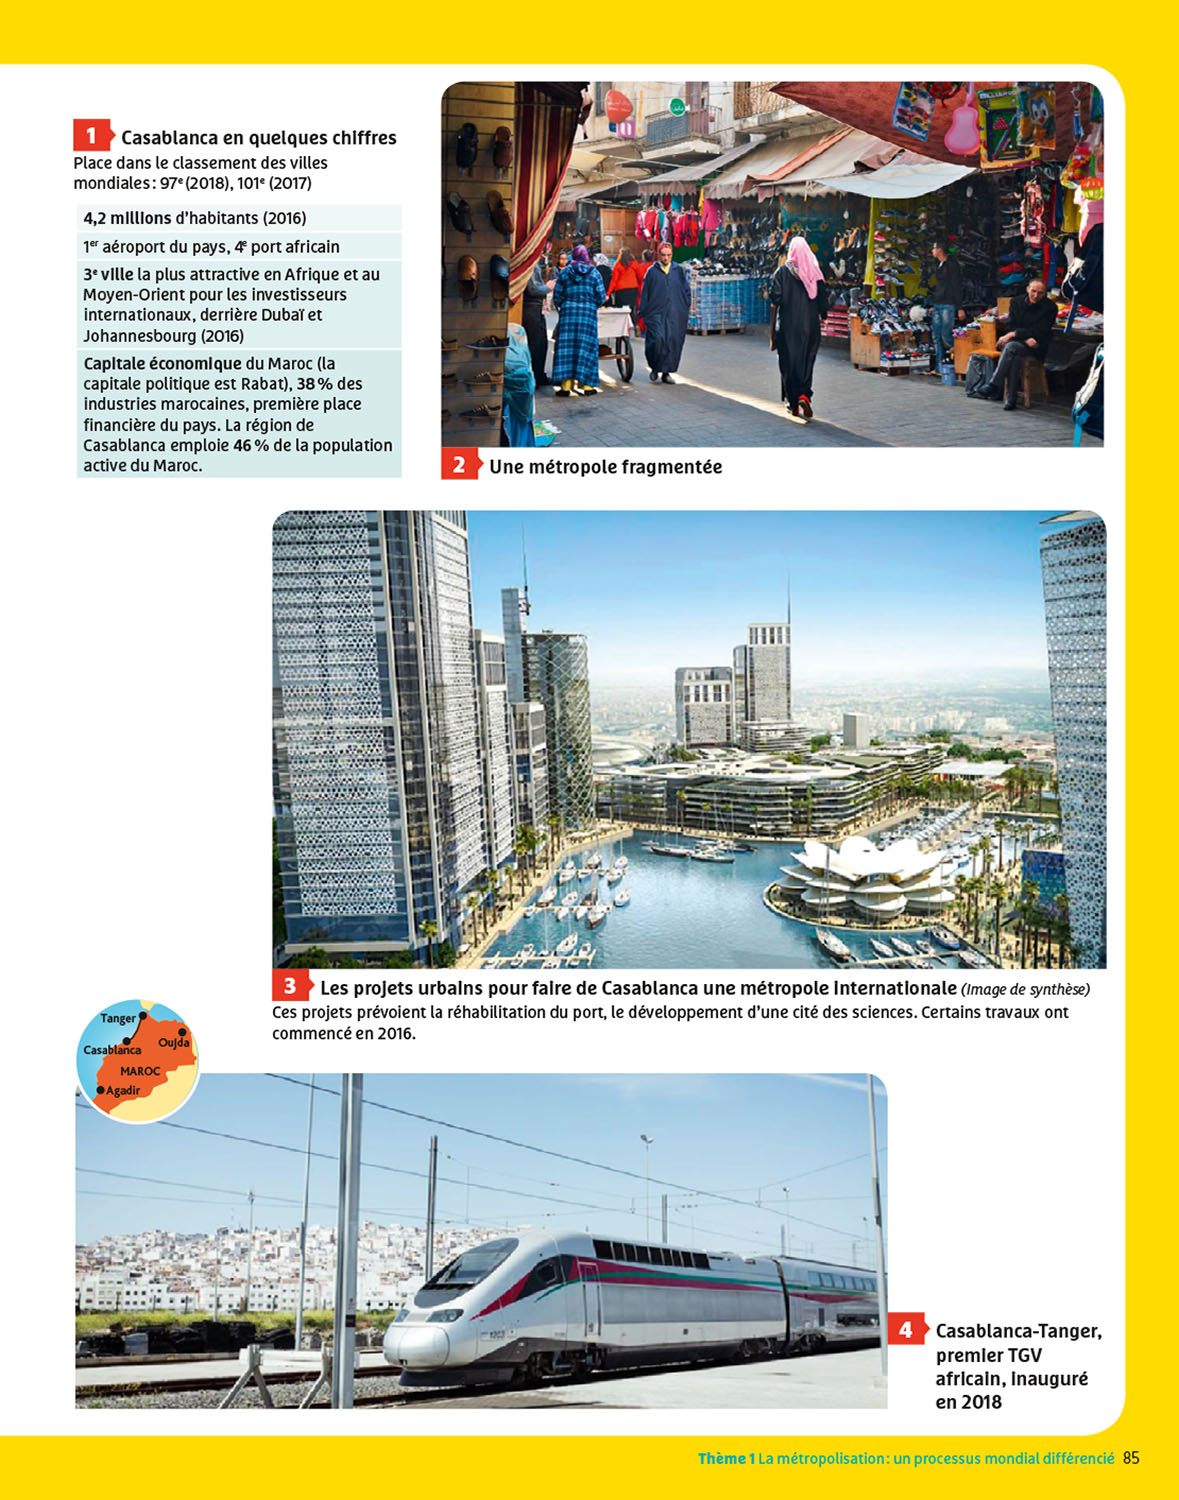 1 Casablanca en quelques chiffres
Place dans le classement des villes
mondiales : 97e (2018), 101e (2017)
4,2 millions d'habitants (2016)
1er aéroport du pays, 4e port africain
3e ville la plus attractive en Afrique et au
Moyen-Orient pour les investisseurs
internationaux, derrière Dubaï et
Johannesbourg (2016)
Capitale économique du Maroc (la
capitale politique est Rabat), 38 % des
industries marocaines, première place
financière du pays. La région de
Casablanca emploie 46 % de la population
active du Maroc.
2 Une métropole fragmentée
3 Les projets urbains pour faire de Casablanca une métropole internationale (Image de synthèse)
Ces projets prévoient la réhabilitation du port, le développement d'une cité des sciences. Certains travaux ont
commencé en 2016.
Tanger
Casablanca
Oujda
MAROC
Agadir
4 Casablanca-Tanger,
premier TGV
africain, inauguré
en 2018
Thème 1 La métropolisation : un processus mondial différencié 85